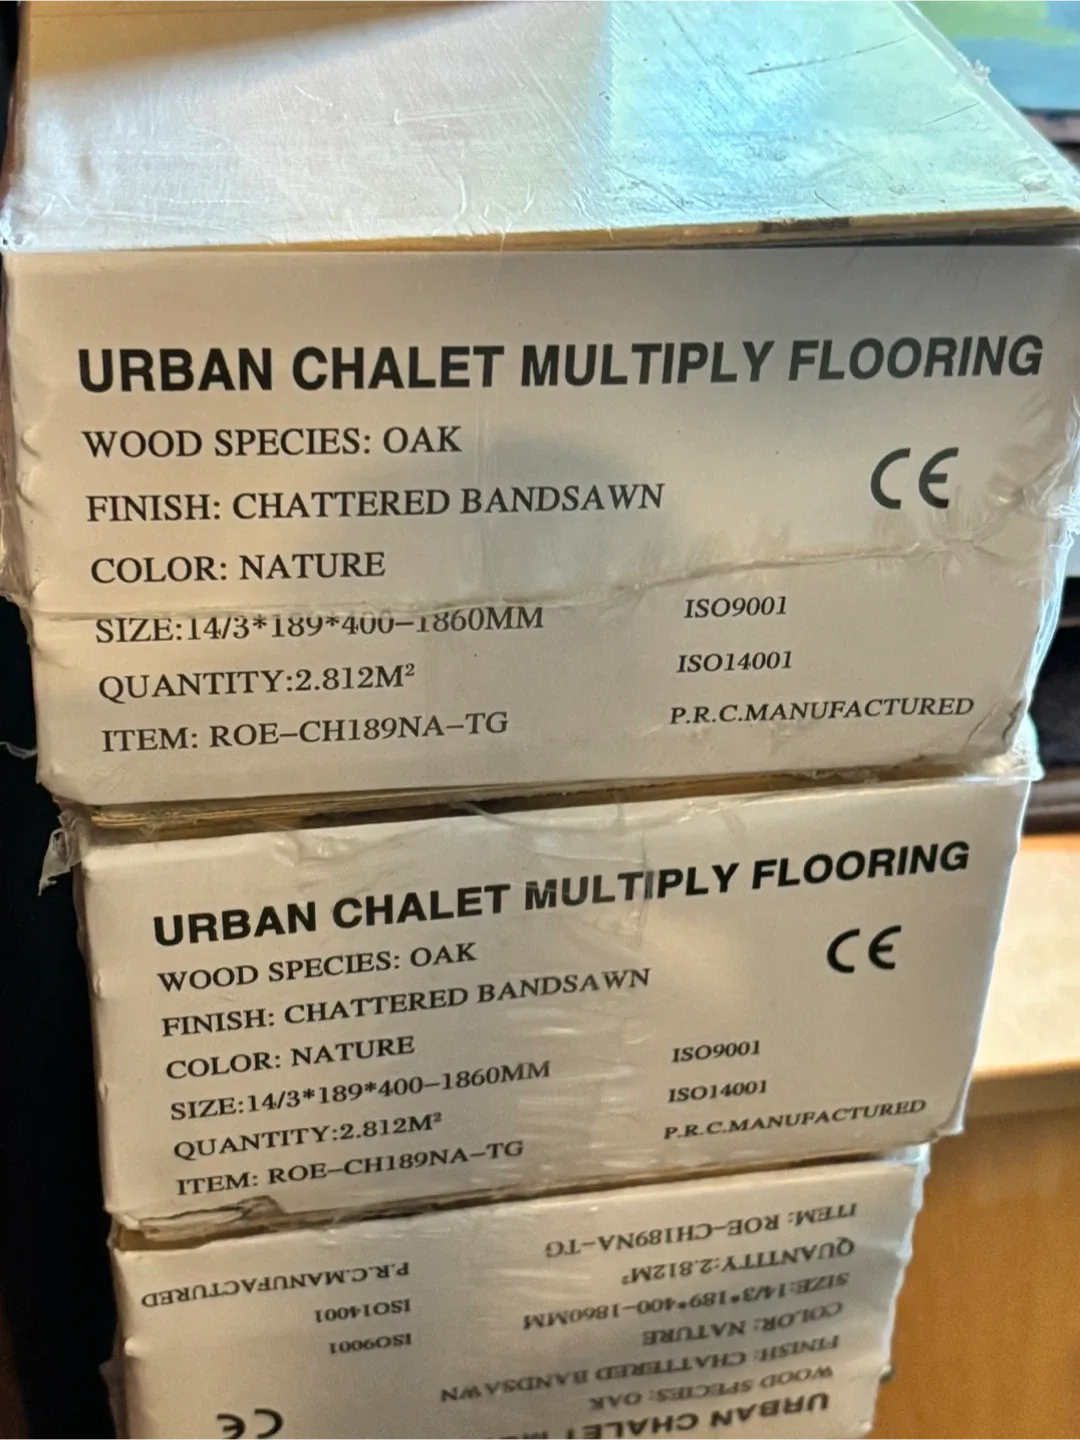 URBAN CHALET MULTIPLY FLOORING
WOOD SPECIES: OAK
CE
FINISH: CHATTERED BANDSAWN
COLOR: NATURE
SIZE:14/3*189*400-1860MM
ISO9001
QUANTITY:2.812M²
ISO14001
ITEM: ROE-CH189NA-TG
P.R.C.MANUFACTURED
URBAN CHALET MULTIPLY FLOORING
WOOD SPECIES: OAK
CE
FINISH: CHATTERED BANDSAWN
COLOR: NATURE
SIZE:14/3*189*400-1860MM
ISO9001
QUANTITY:2.812M²
ISO14001
ITEM: ROE-CH189NA-TG
P.R.C.MANUFACTURED
URBAN CHALET
WOOD SPECIES: OAK
CE
FINISH: CHATTERED BANDSAWN
COLOR: NATURE
SIZE:14/3*189*400-1860MM
ISO9001
QUANTITY:2.812M²
ISO14001
ITEM: ROE-CH189NA-TG
P.R.C.MANUFACTURED